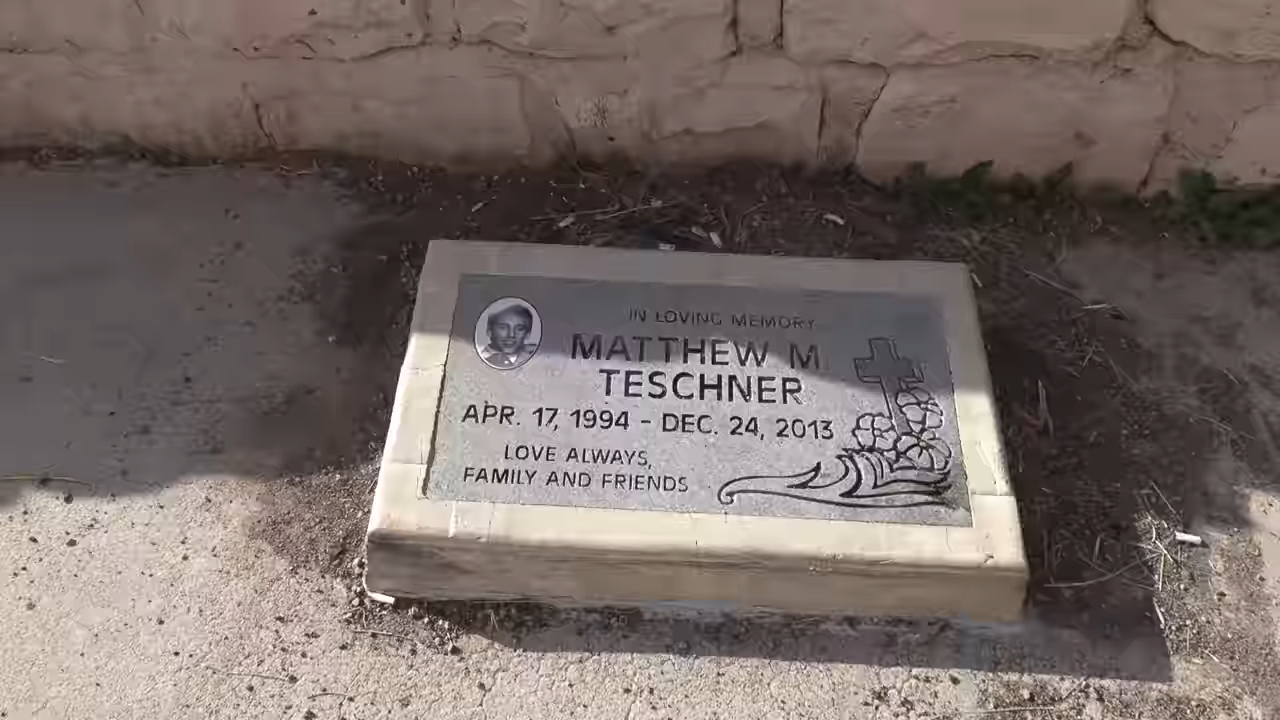 IN LOVING MEMORY
MATTHEW M.
TESCHNER
APR. 17, 1994 - DEC. 24, 2013
LOVE ALWAYS,
FAMILY AND FRIENDS